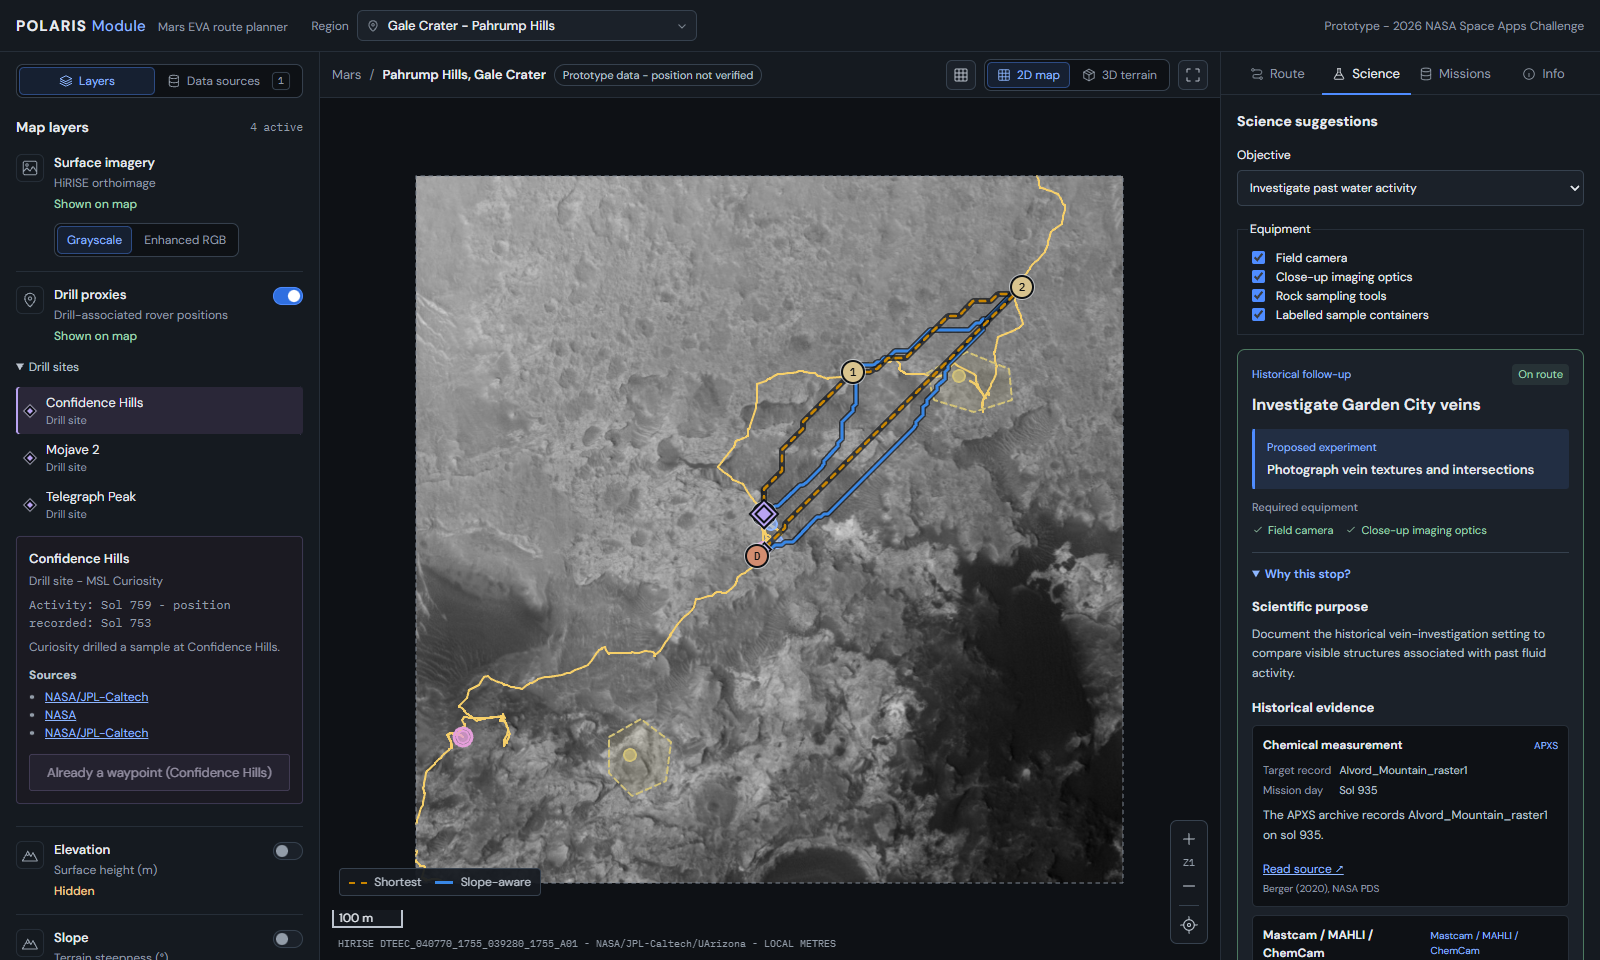 POLARIS Module Mars EVA route planner Region Gale Crater - Pahrump Hills Prototype - 2026 NASA Space Apps Challenge
Layers Data sources 1
Map layers 4 active
Surface imagery
HiRISE orthoimage
Shown on map
Grayscale Enhanced RGB
Drill proxies
Drill-associated rover positions
Shown on map
Drill sites
Confidence Hills
Drill site
Mojave 2
Drill site
Telegraph Peak
Drill site
Confidence Hills
Drill site - MSL Curiosity
Activity: Sol 759 - position
recorded: Sol 753
Curiosity drilled a sample at Confidence Hills.
Sources
NASA/JPL-Caltech
NASA
NASA/JPL-Caltech
Already a waypoint (Confidence Hills)
Elevation
Surface height (m)
Hidden
Slope
Terrain steepness (°)
Mars / Pahrump Hills, Gale Crater Prototype data - position not verified 2D map 3D terrain
2
1
D
Shortest Slope-aware
100 m
Z1
HIRISE DTEEC_040770_1755_039280_1755_A01 - NASA/JPL-Caltech/UArizona - LOCAL METRES
Route Science Missions Info
Science suggestions
Objective
Investigate past water activity
Equipment
Field camera
Close-up imaging optics
Rock sampling tools
Labelled sample containers
Historical follow-up On route
Investigate Garden City veins
Proposed experiment
Photograph vein textures and intersections
Required equipment
Field camera Close-up imaging optics
Why this stop?
Scientific purpose
Document the historical vein-investigation setting to
compare visible structures associated with past fluid
activity.
Historical evidence
Chemical measurement APXS
Target record Alvord_Mountain_raster1
Mission day Sol 935
The APXS archive records Alvord_Mountain_raster1
on sol 935.
Read source ↗
Berger (2020), NASA PDS
Mastcam / MAHLI / Mastcam / MAHLI /
ChemCam ChemCam